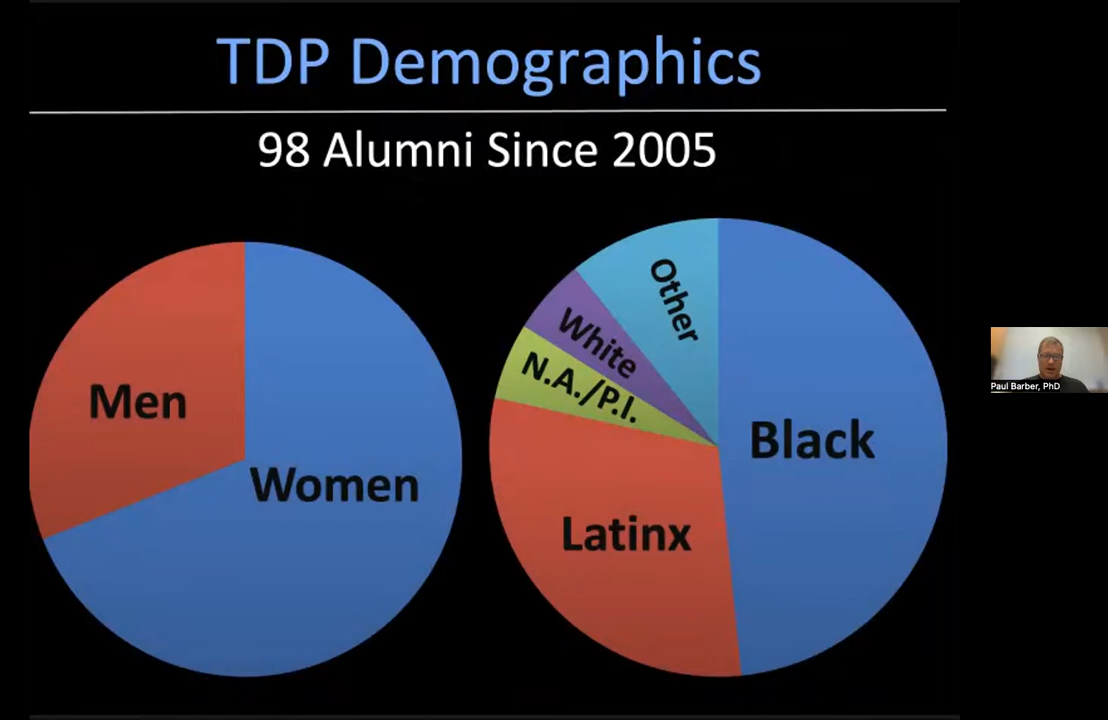 TDP Demographics
98 Alumni Since 2005
Men
Women
Other
White
N.A./P.I.
Black
Latinx
Paul Barber, PhD